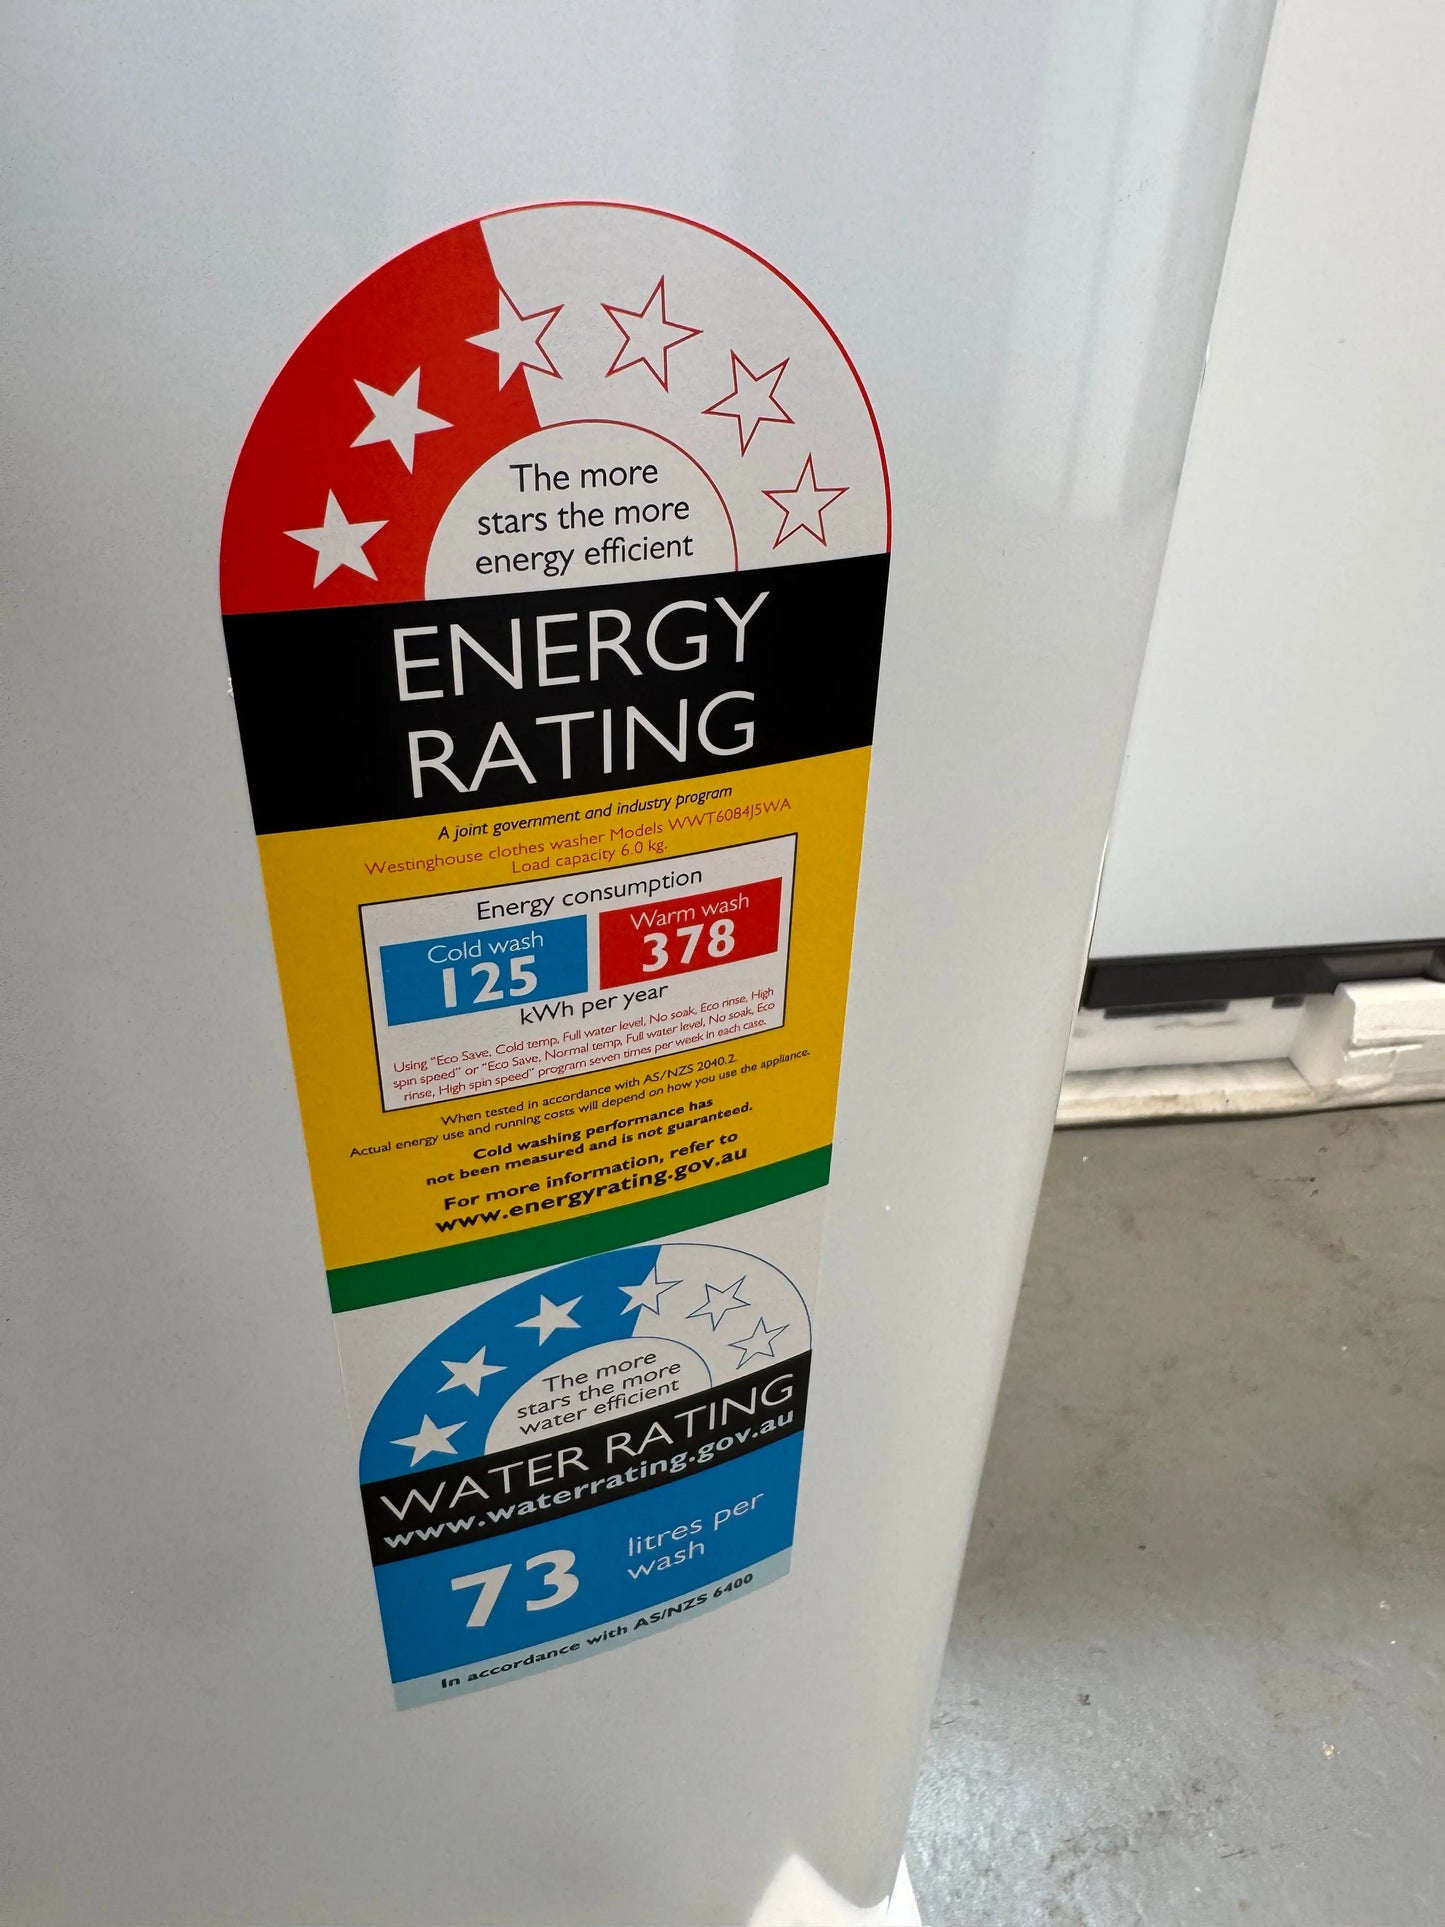 The more
stars the more
energy efficient
ENERGY
RATING
A joint government and industry program
Westinghouse clothes washer Models WWT6084J5WA
Load capacity 6.0 kg.
Energy consumption
Cold wash
125
Warm wash
378
kWh per year
Using "Eco Save, Cold temp, Full water level, No soak, Eco rinse, High
spin speed" or "Eco Save, Normal temp, Full water level, No soak, Eco
rinse, High spin speed" program seven times per week in each case.
When tested in accordance with AS/NZS 2040.2.
Actual energy use and running costs will depend on how you use the appliance.
Cold washing performance has
not been measured and is not guaranteed.
For more information, refer to
www.energyrating.gov.au
The more
stars the more
water efficient
WATER RATING
www.waterrating.gov.au
73
litres per
wash
In accordance with AS/NZS 6400